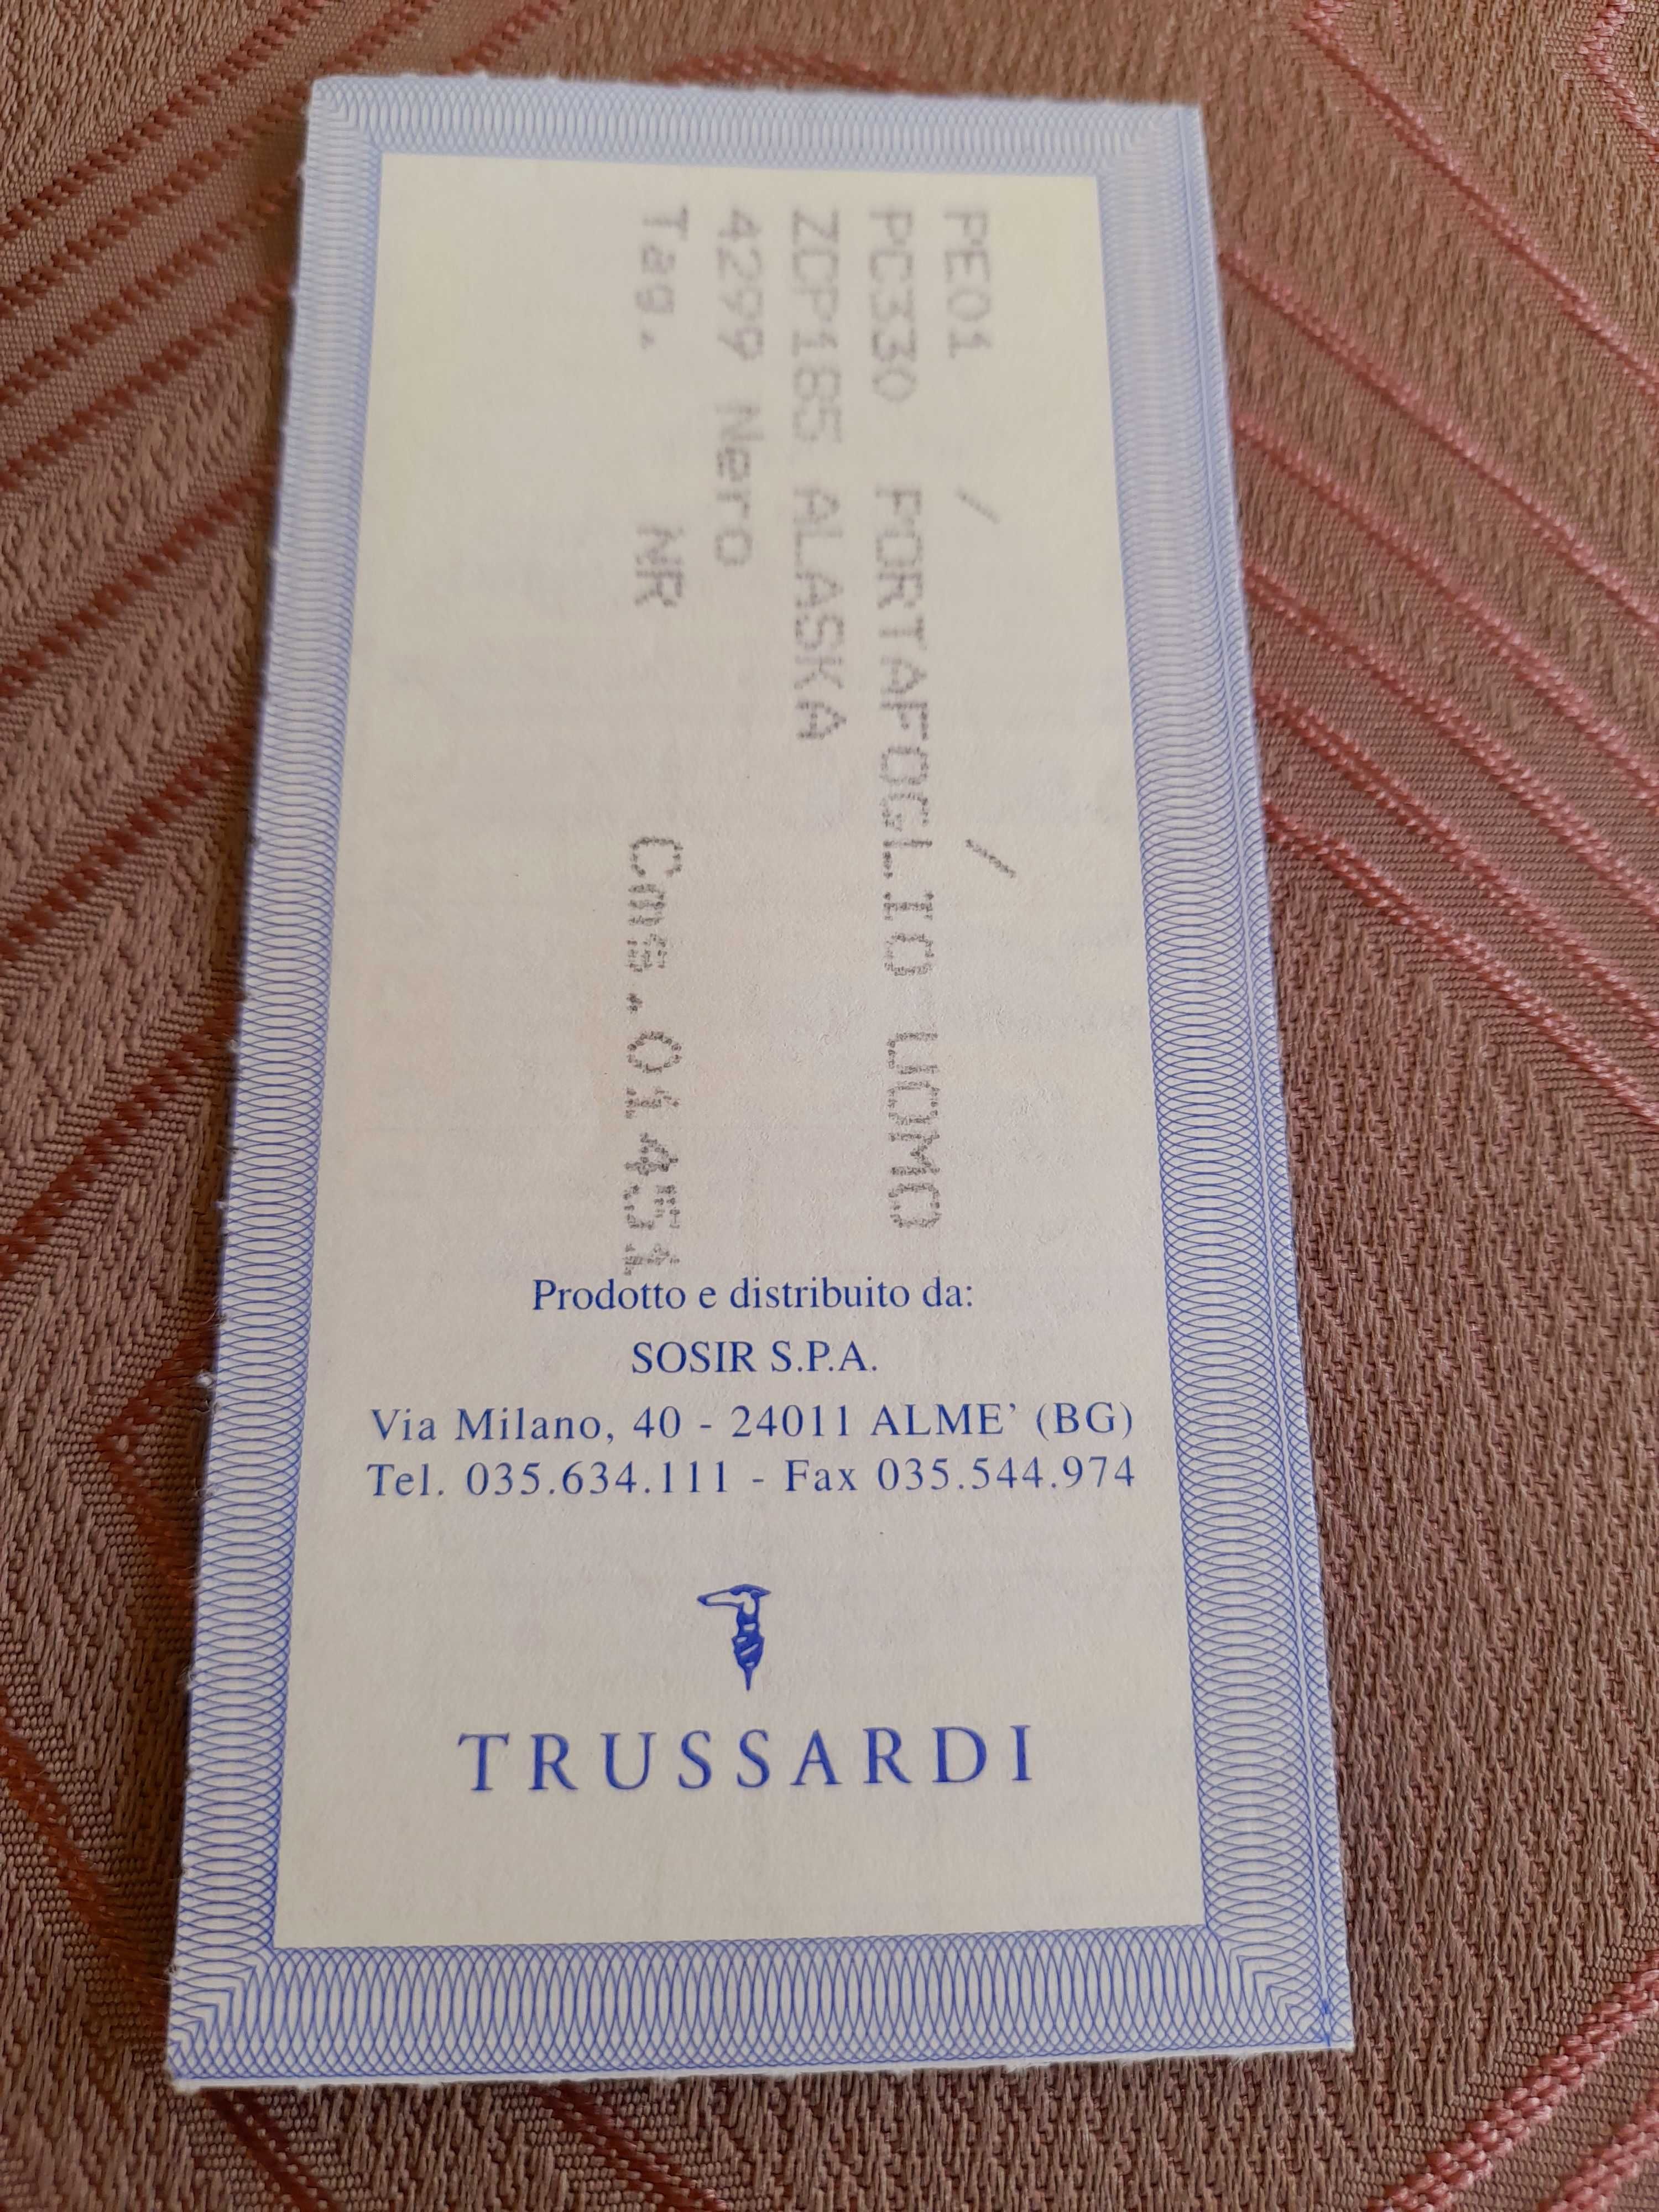 PE01 / /
PC330 PORTAFOGLIO UOMO
ZCP185 ALASKA
4299 Nero
Tag. NR Cms.01451
Prodotto e distribuito da:
SOSIR S.P.A.
Via Milano, 40 - 24011 ALME’ (BG)
Tel. 035.634.111 - Fax 035.544.974
TRUSSARDI